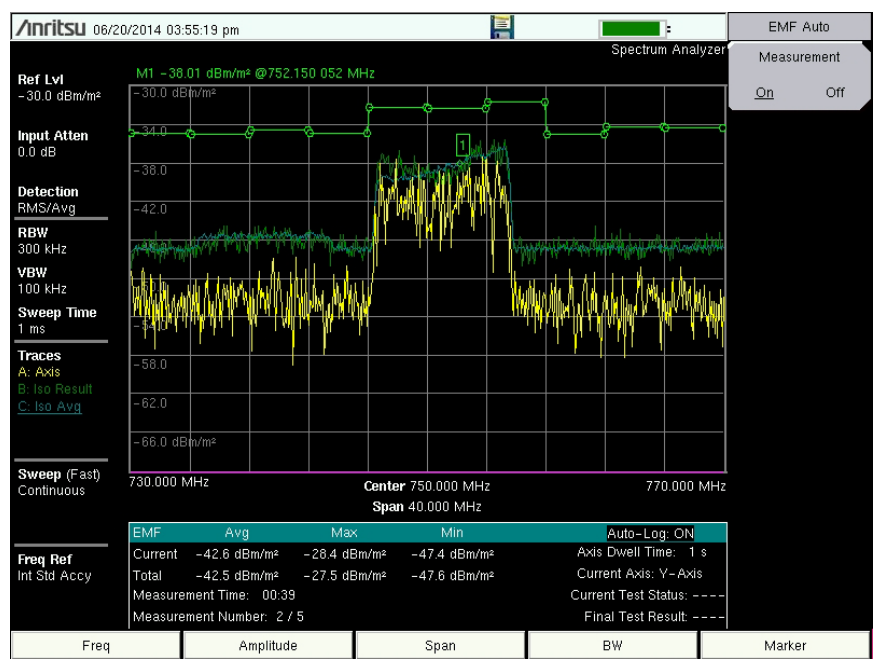 Anritsu 06/20/2014 03:55:19 pm
EMF Auto
Spectrum Analyzer
Measurement
On Off
Ref Lvl
-30.0 dBm/m²
Input Atten
0.0 dB
Detection
RMS/Avg
RBW
300 kHz
VBW
100 kHz
Sweep Time
1 ms
Traces
A: Axis
B: Iso Result
C: Iso Avg
Sweep (Fast)
Continuous
Freq Ref
Int Std Accy
M1 -38.01 dBm/m² @752.150 052 MHz
-30.0 dBm/m²
-34.0
1
-38.0
-42.0
-54.0
-58.0
-62.0
-66.0 dBm/m²
730.000 MHz Center 750.000 MHz 770.000 MHz
Span 40.000 MHz
EMF Avg Max Min Auto-Log: ON
Current -42.6 dBm/m² -28.4 dBm/m² -47.4 dBm/m² Axis Dwell Time: 1 s
Total -42.5 dBm/m² -27.5 dBm/m² -47.6 dBm/m² Current Axis: Y-Axis
Measurement Time: 00:39 Current Test Status: ----
Measurement Number: 2 / 5 Final Test Result: ----
Freq Amplitude Span BW Marker